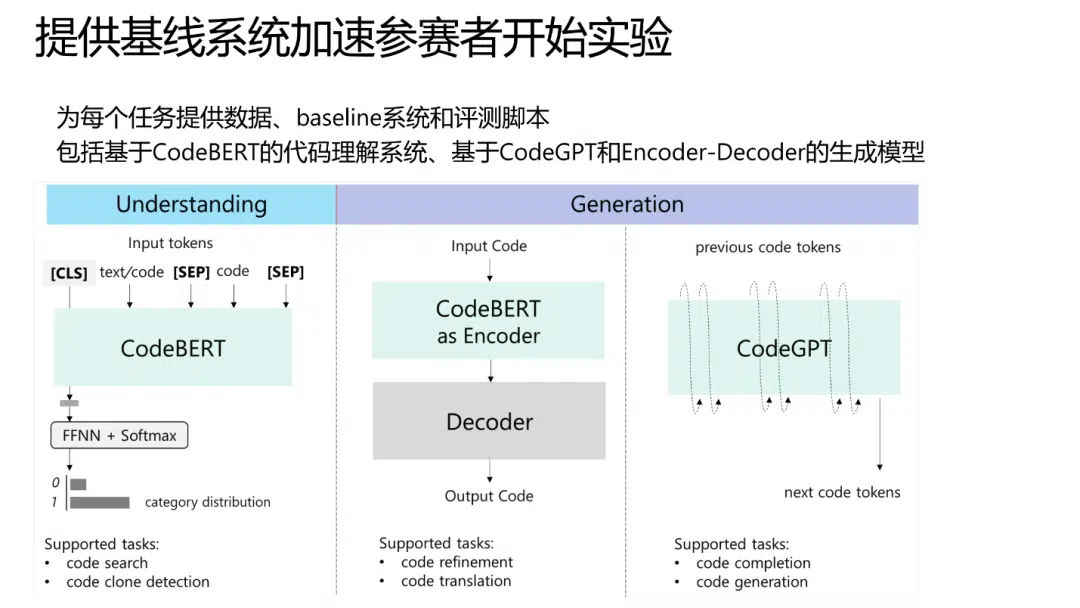 提供基线系统加速参赛者开始实验
为每个任务提供数据、baseline系统和评测脚本
包括基于CodeBERT的代码理解系统、基于CodeGPT和Encoder-Decoder的生成模型
Understanding
Generation
Input tokens
[CLS] text/code [SEP] code [SEP]
CodeBERT
FFNN + Softmax
0
1
category distribution
Supported tasks:
• code search
• code clone detection
Input Code
CodeBERT
as Encoder
Decoder
Output Code
Supported tasks:
• code refinement
• code translation
previous code tokens
CodeGPT
next code tokens
Supported tasks:
• code completion
• code generation